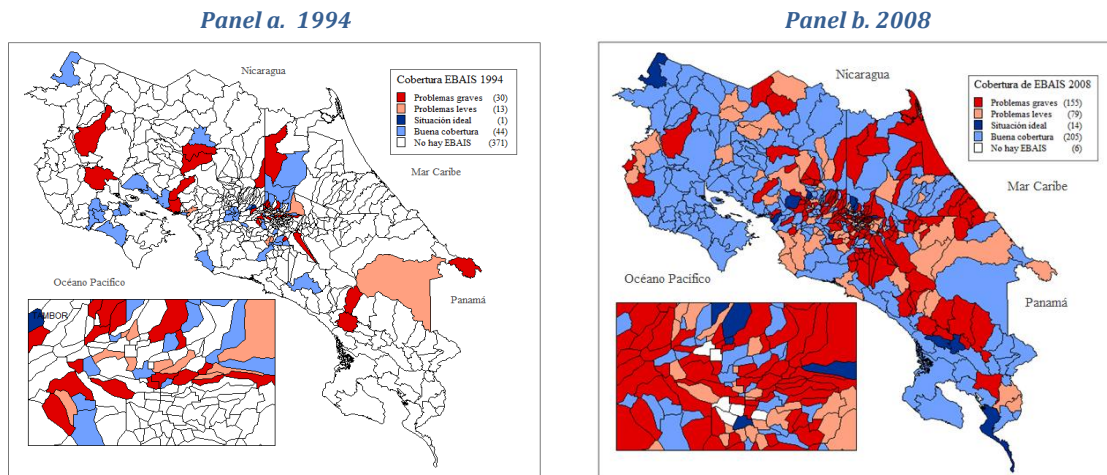 Panel a. 1994
Nicaragua
Cobertura EBAIS 1994
Problemas graves (30)
Problemas leves (13)
Situación ideal (1)
Buena cobertura (44)
No hay EBAIS (371)
Mar Caribe
Océano Pacífico
Panamá
TAMBOR
Panel b. 2008
Nicaragua
Cobertura de EBAIS 2008
Problemas graves (155)
Problemas leves (79)
Situación ideal (14)
Buena cobertura (205)
No hay EBAIS (6)
Mar Caribe
Océano Pacífico
Panamá